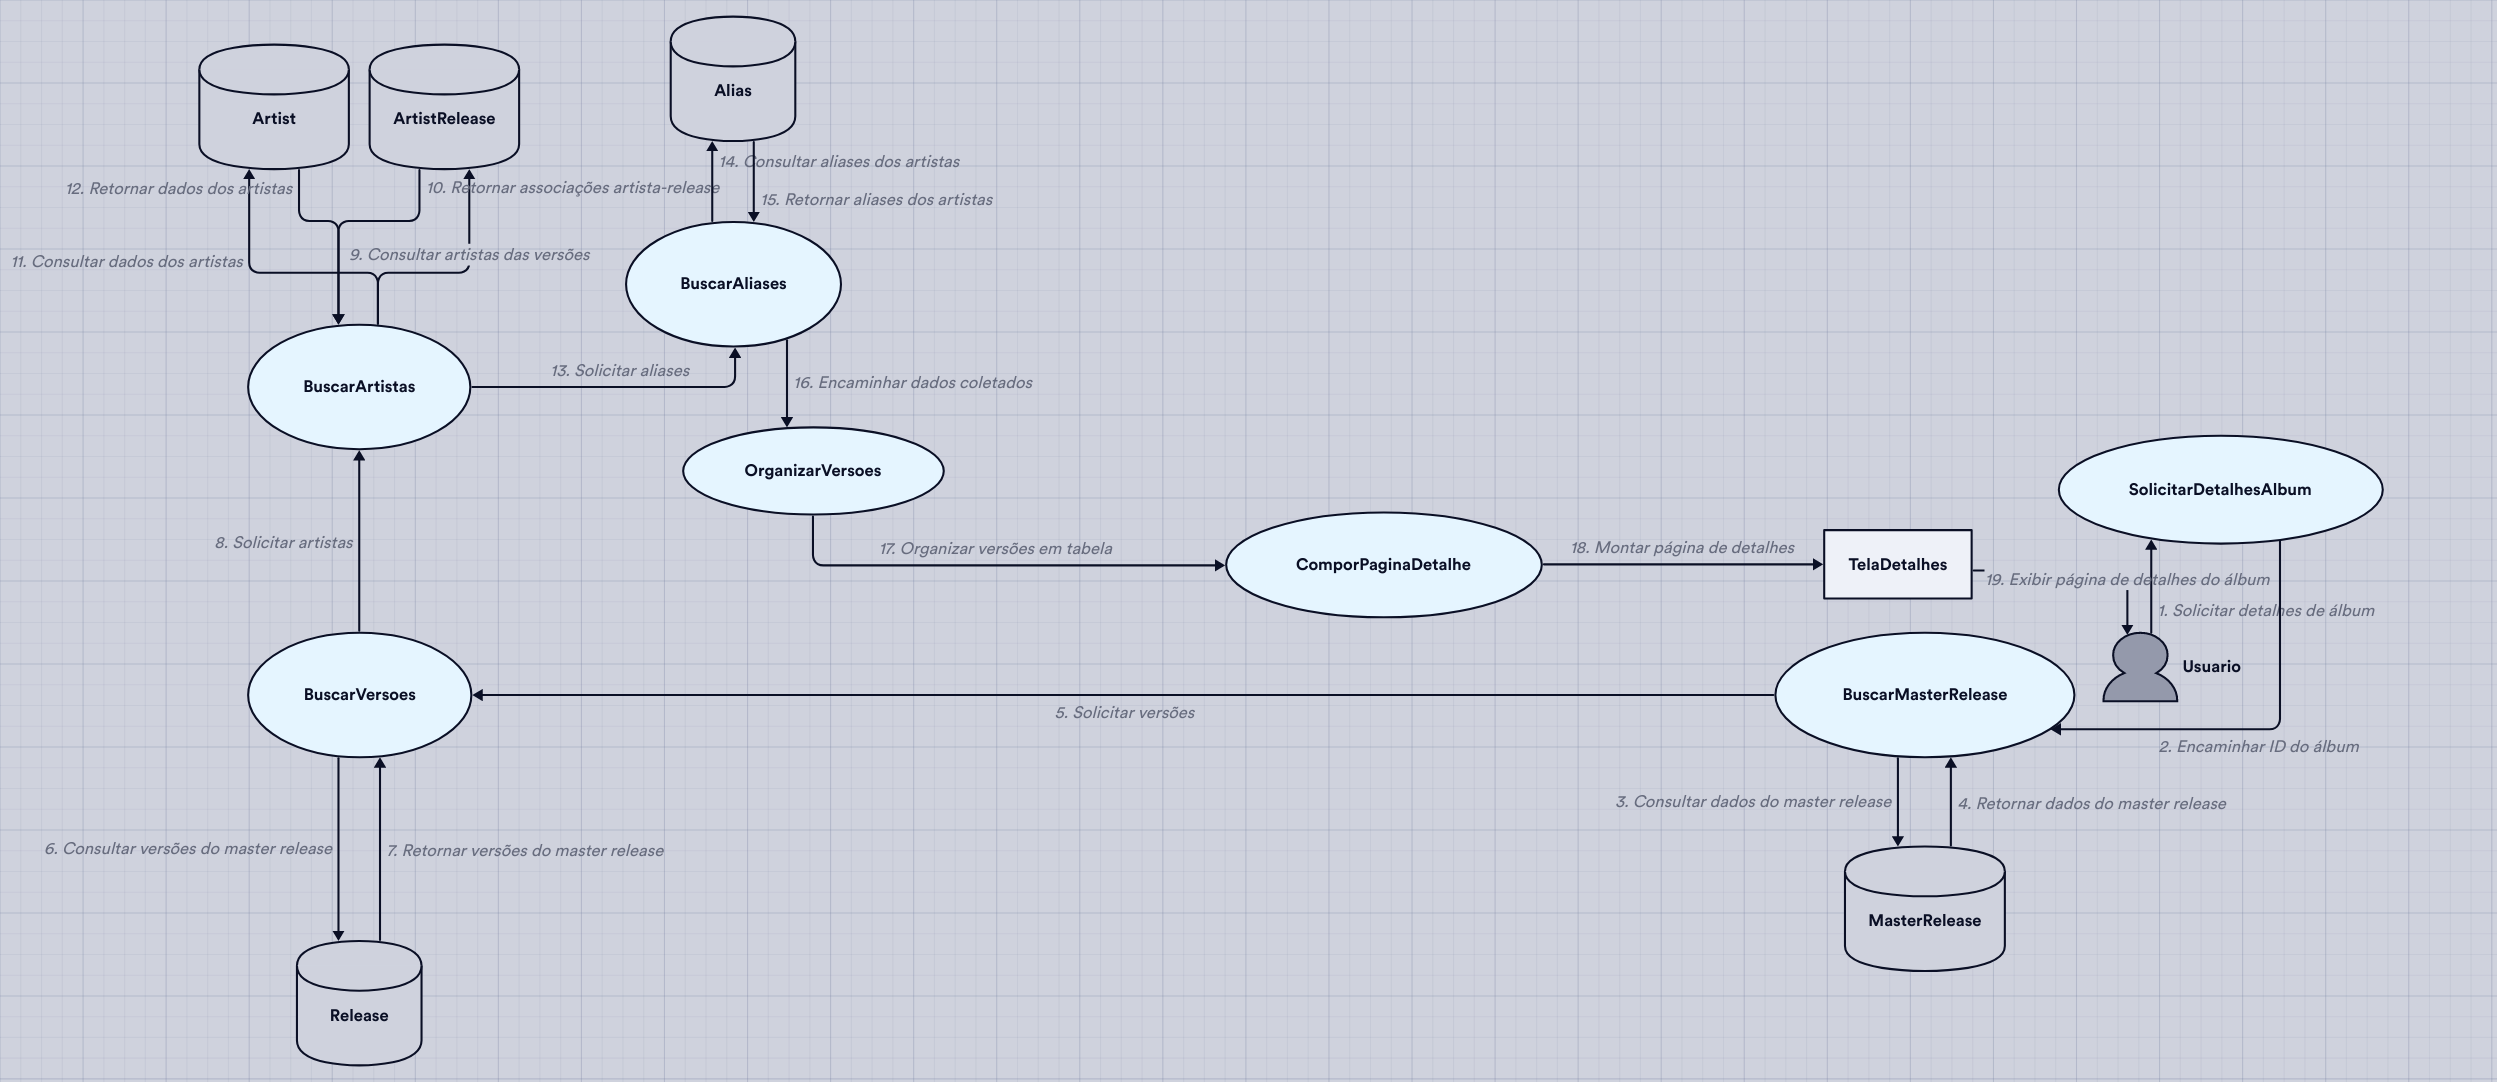 Alias
Artist
ArtistRelease
14. Consultar aliases dos artistas
12. Retornar dados dos artistas
10. Retornar associações artista-release
15. Retornar aliases dos artistas
9. Consultar artistas das versões
11. Consultar dados dos artistas
BuscarAliases
13. Solicitar aliases
16. Encaminhar dados coletados
BuscarArtistas
OrganizarVersoes
SolicitarDetalhesAlbum
8. Solicitar artistas
17. Organizar versões em tabela
18. Montar página de detalhes
ComporPaginaDetalhe
TelaDetalhes
19. Exibir página de detalhes do álbum
1. Solicitar detalhes de álbum
Usuario
BuscarVersoes
BuscarMasterRelease
5. Solicitar versões
2. Encaminhar ID do álbum
3. Consultar dados do master release
4. Retornar dados do master release
6. Consultar versões do master release
7. Retornar versões do master release
MasterRelease
Release